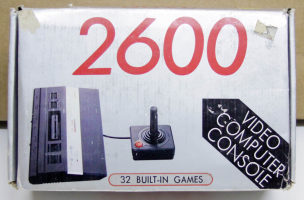 2600
VIDEO
COMPUTER
CONSOLE
32 BUILT-IN GAMES